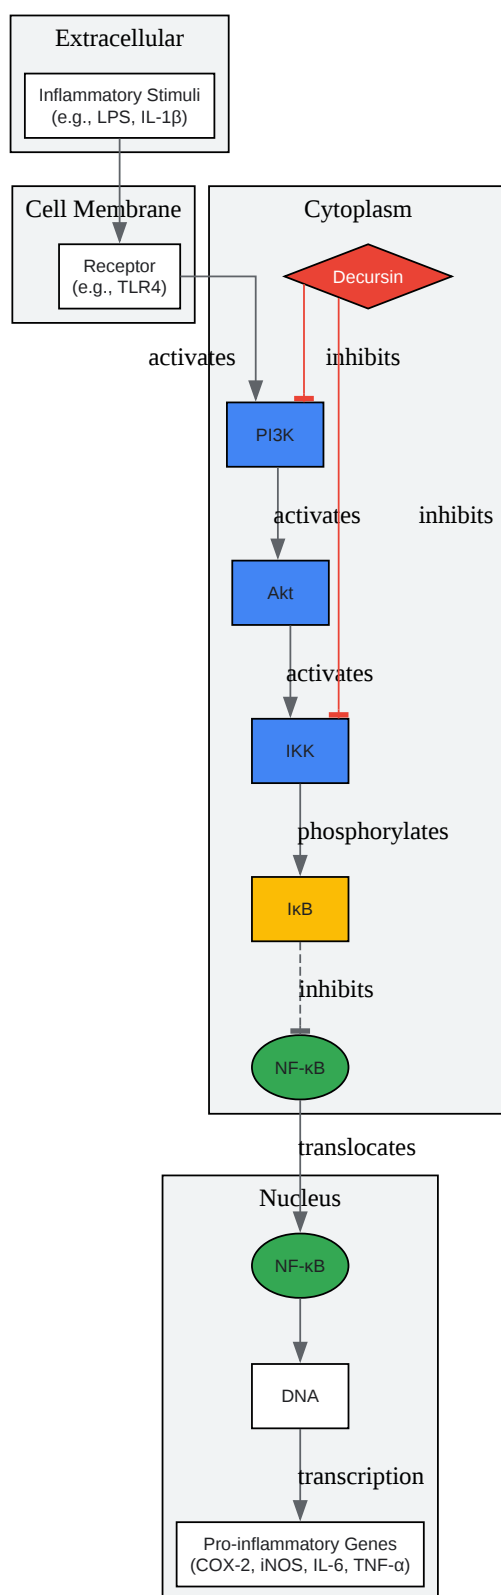 Extracellular
Inflammatory Stimuli
(e.g., LPS, IL-1β)
Cell Membrane
Receptor
(e.g., TLR4)
Cytoplasm
Decursin
activates
inhibits
PI3K
activates
inhibits
Akt
activates
IKK
phosphorylates
IκB
inhibits
NF-κB
translocates
Nucleus
NF-κB
DNA
transcription
Pro-inflammatory Genes
(COX-2, iNOS, IL-6, TNF-α)